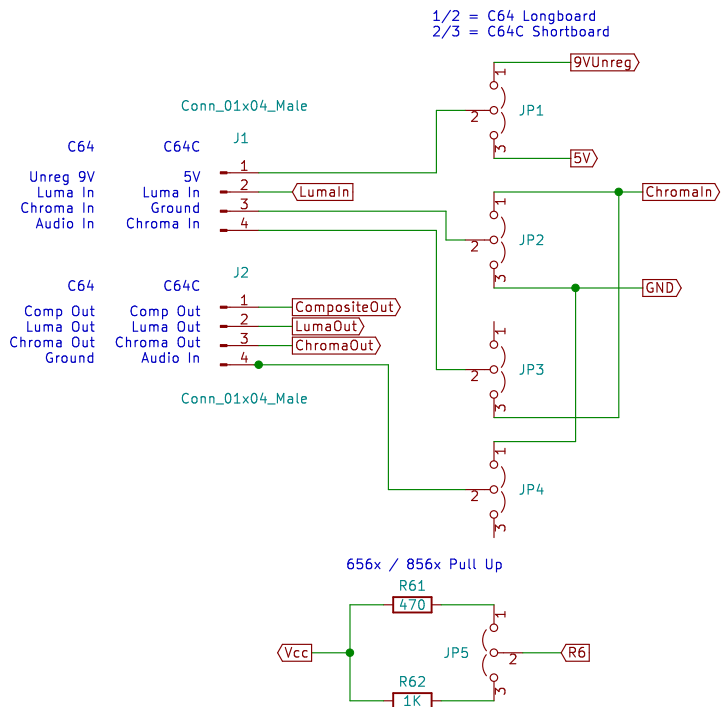 1/2 = C64 Longboard
2/3 = C64C Shortboard
1
9VUnreg
Conn_01x04_Male
2
JP1
J1
C64 C64C
3
5V
Unreg 9V 5V 1
Luma In Luma In 2 LumaIn
Chroma In Ground 3
Audio In Chroma In 4
1
ChromaIn
2
JP2
3
J2
C64 C64C
GND
Comp Out Comp Out 1 CompositeOut
Luma Out Luma Out 2 LumaOut
Chroma Out Chroma Out 3 ChromaOut
Ground Audio In 4
1
2
JP3
3
Conn_01x04_Male
1
2
JP4
3
656x / 856x Pull Up
R61
470
1
Vcc
JP5
2
R6
R62
3
1K